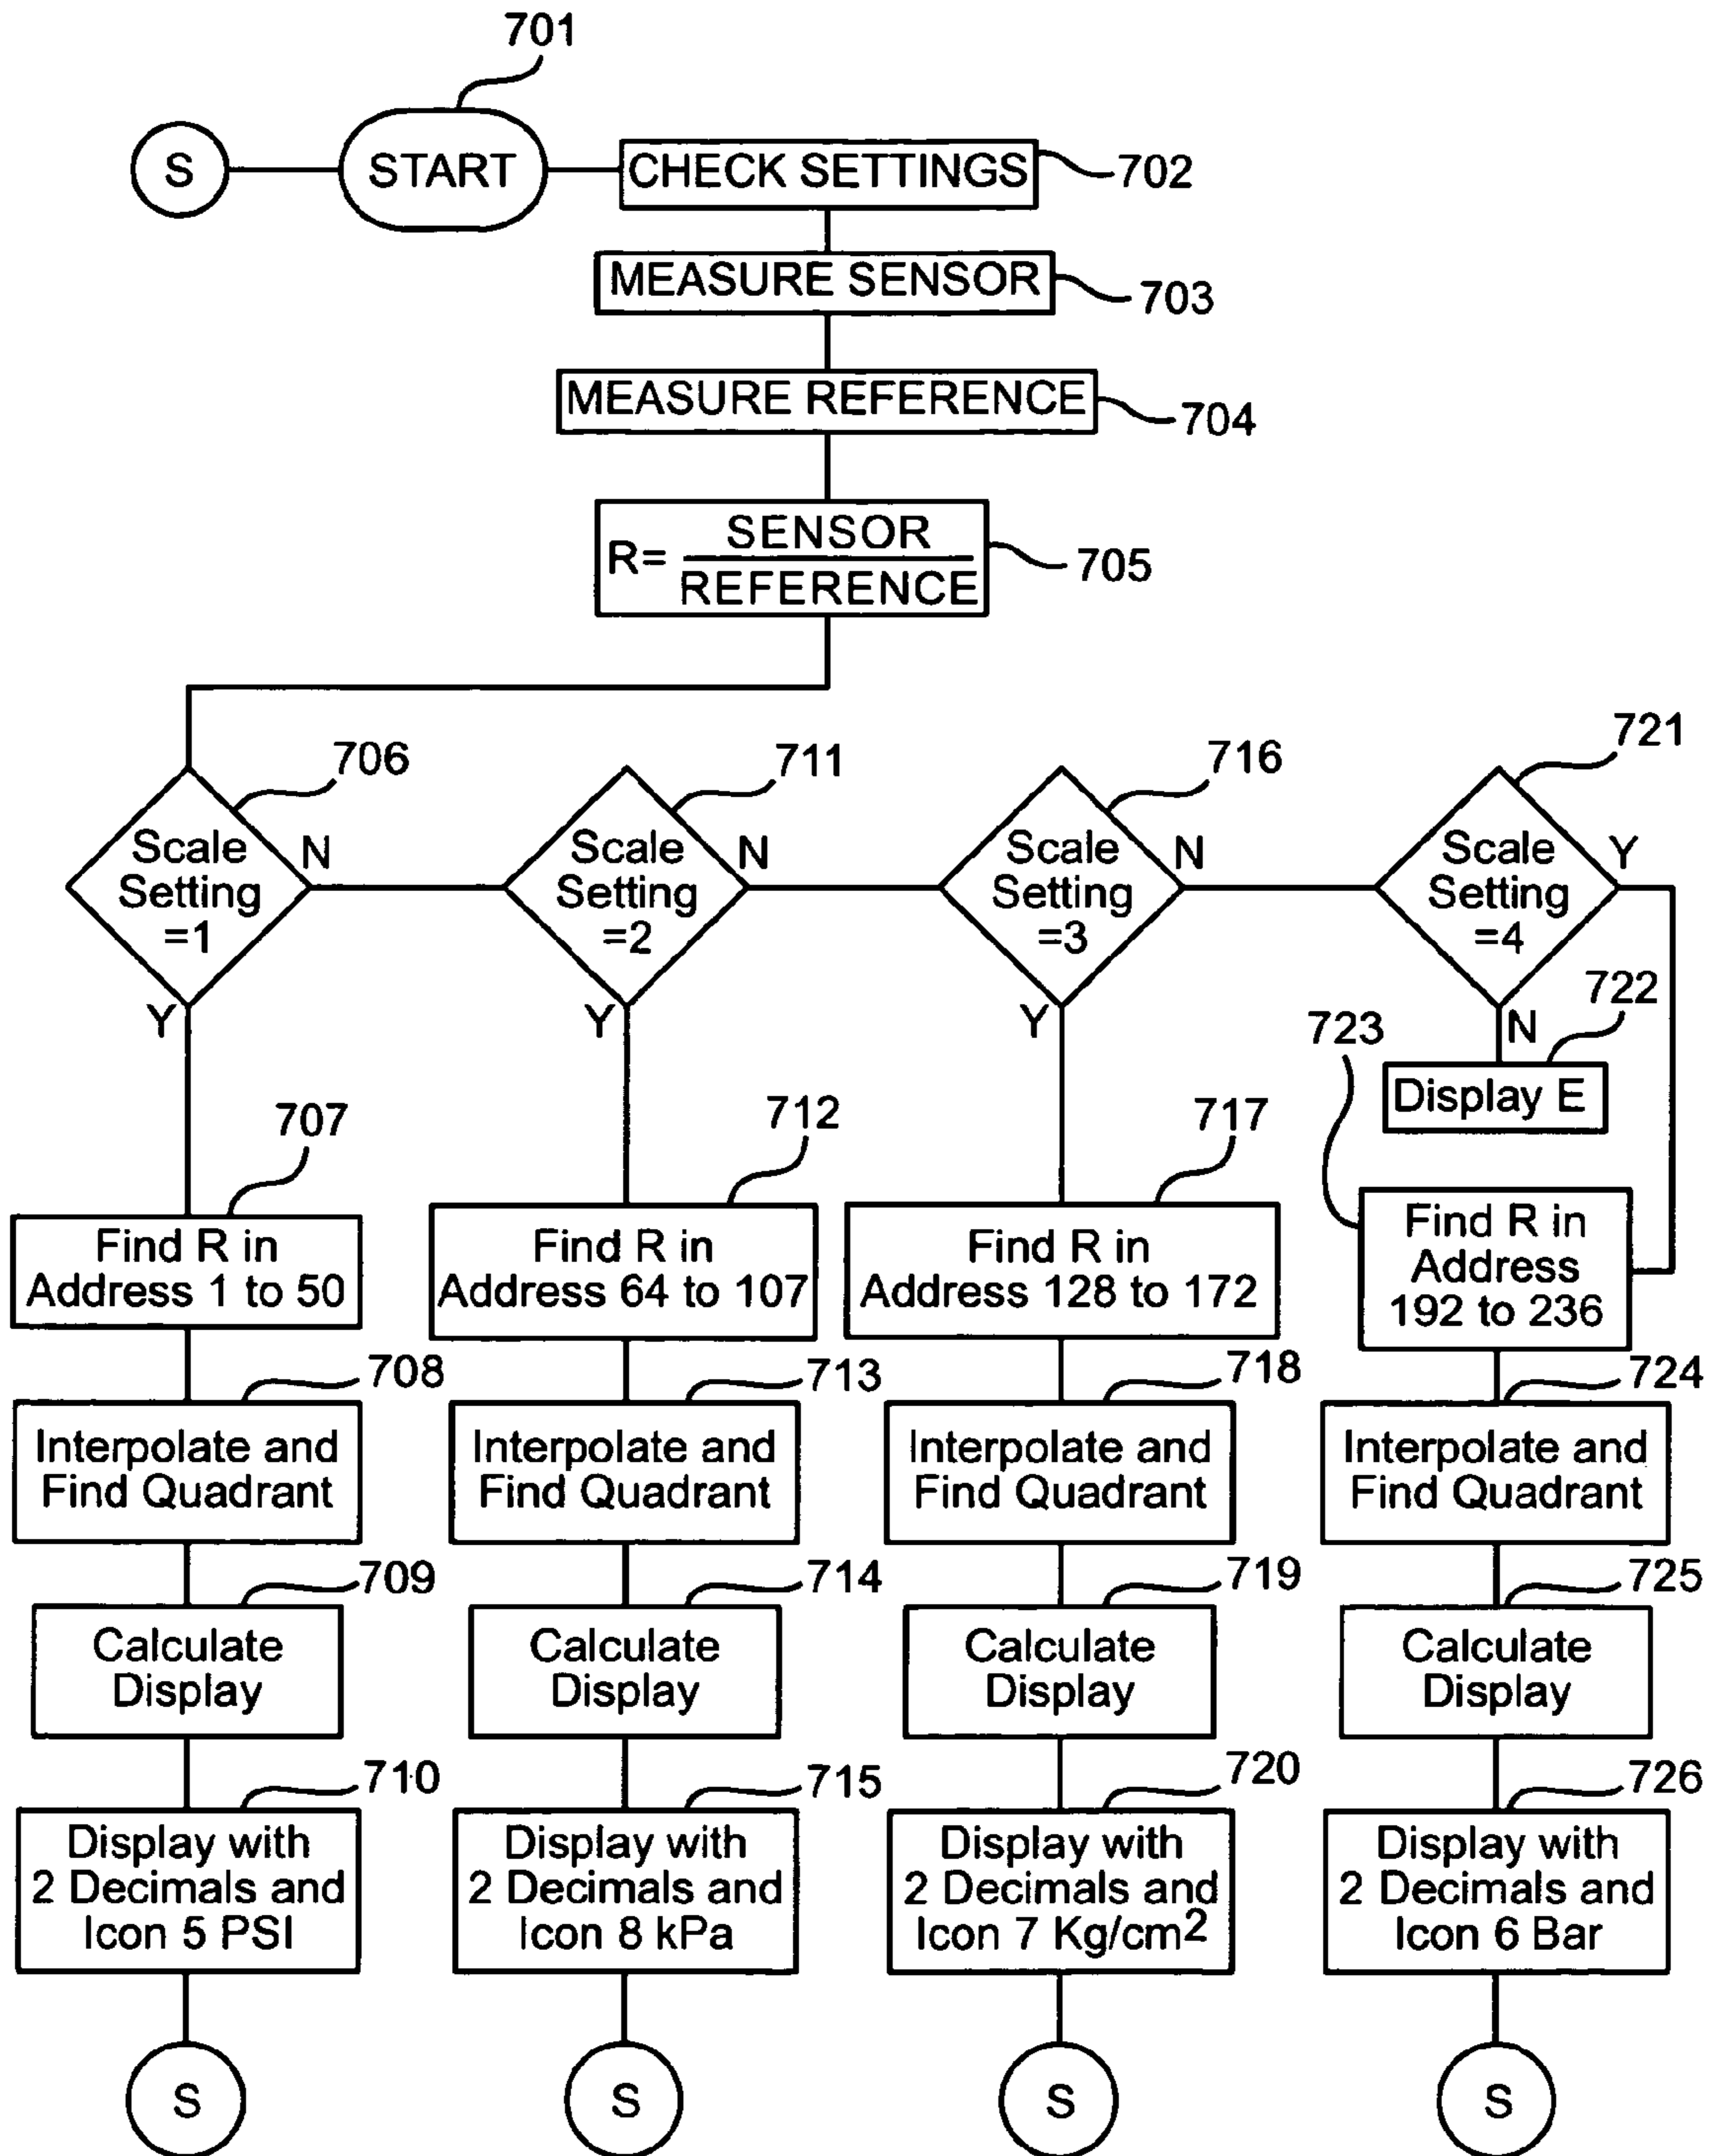 701
S
START
CHECK SETTINGS
702
MEASURE SENSOR
703
MEASURE REFERENCE
704
R= SENSOR
REFERENCE
705
706
711
716
721
Scale
Setting
=1
N
Y
Scale
Setting
=2
N
Y
Scale
Setting
=3
N
Y
Scale
Setting
=4
Y
N
722
Display E
723
707
712
717
Find R in
Address 1 to 50
Find R in
Address 64 to 107
Find R in
Address 128 to 172
Find R in
Address
192 to 236
708
713
718
724
Interpolate and
Find Quadrant
Interpolate and
Find Quadrant
Interpolate and
Find Quadrant
Interpolate and
Find Quadrant
709
714
719
725
Calculate
Display
Calculate
Display
Calculate
Display
Calculate
Display
710
715
720
726
Display with
2 Decimals and
Icon 5 PSI
Display with
2 Decimals and
Icon 8 kPa
Display with
2 Decimals and
Icon 7 Kg/cm²
Display with
2 Decimals and
Icon 6 Bar
S
S
S
S